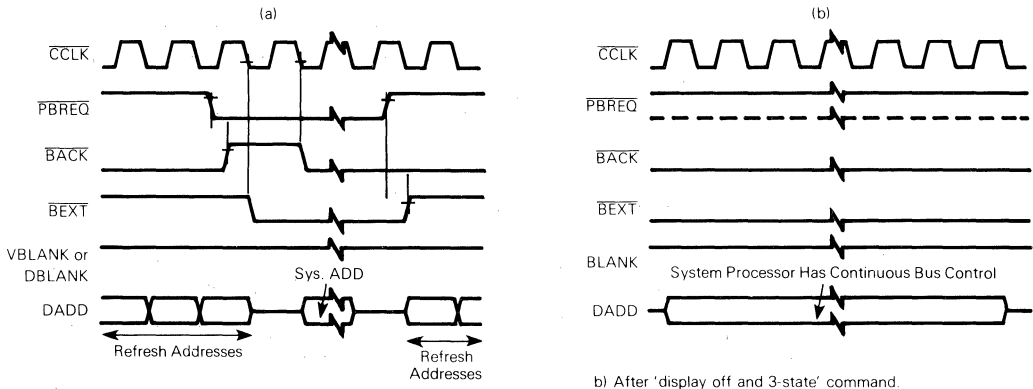 (a)
CCLK
PBREQ
BACK
BEXT
VBLANK or
DBLANK
Sys. ADD
DADD
Refresh Addresses
Refresh
Addresses
(b)
CCLK
PBREQ
BACK
BEXT
BLANK
System Processor Has Continuous Bus Control
DADD
b) After 'display off and 3-state' command.